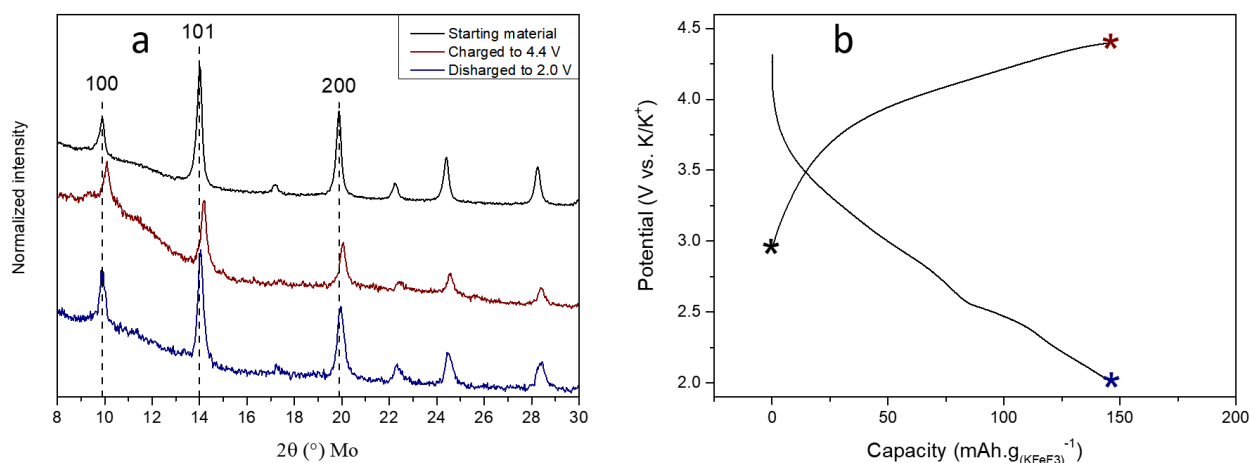 a
Starting material
Charged to 4.4 V
Disharged to 2.0 V
100
101
200
Normalized intensity
8 10 12 14 16 18 20 22 24 26 28 30
2θ (°) Mo
b
4.5
4.0
3.5
3.0
2.5
2.0
Potential (V vs. K/K⁺)
0 50 100 150 200
Capacity (mAh.g(KFeF3)⁻¹)